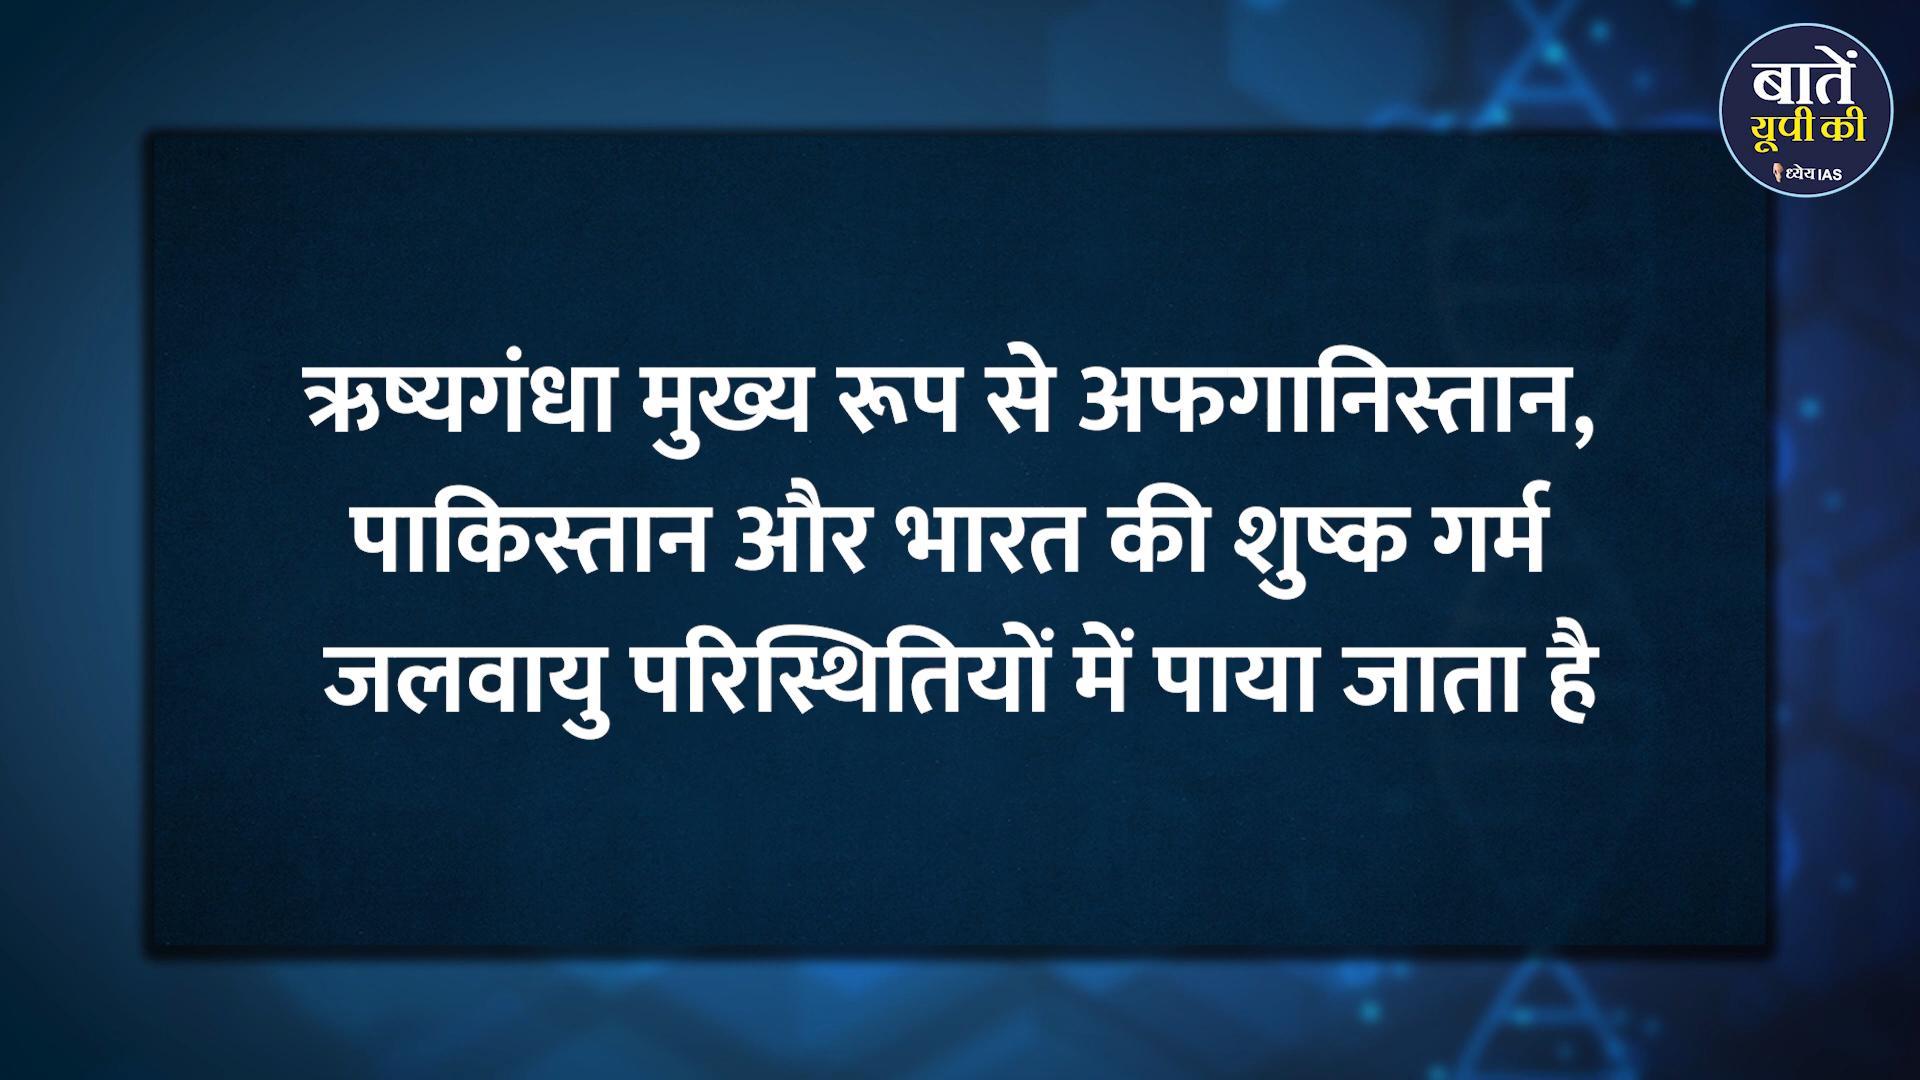 बातें
यूपी की
ध्येय IAS
ऋष्यगंधा मुख्य रूप से अफगानिस्तान,
पाकिस्तान और भारत की शुष्क गर्म
जलवायु परिस्थितियों में पाया जाता है